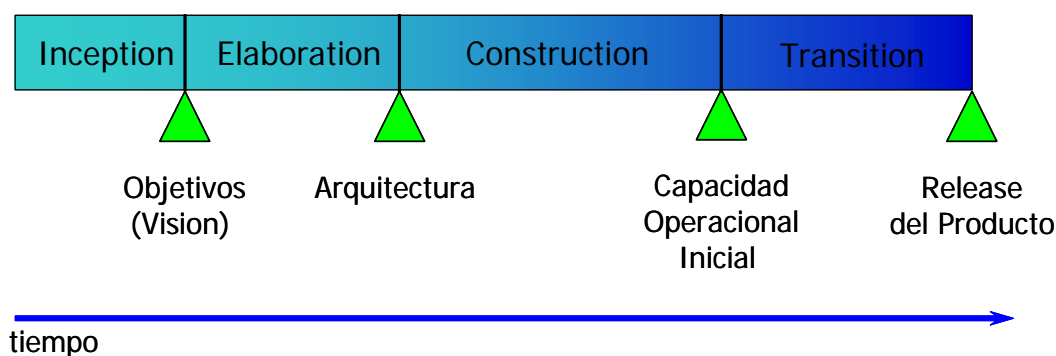 Inception
Elaboration
Construction
Transition
Objetivos
(Vision)
Arquitectura
Capacidad
Operacional
Inicial
Release
del Producto
tiempo